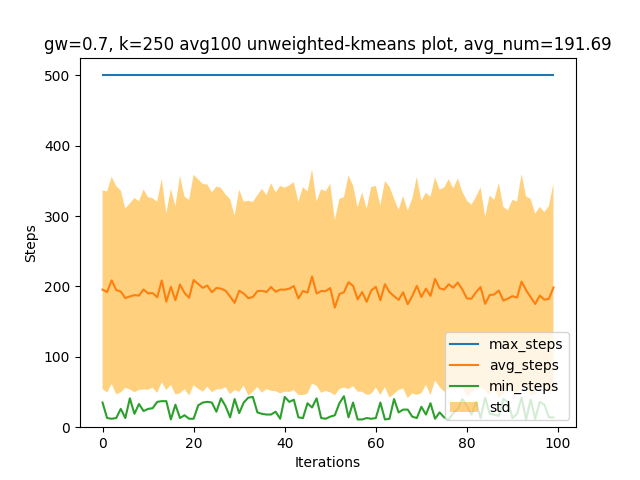 gw=0.7, k=250 avg100 unweighted-kmeans plot, avg_num=191.69
500
400
300
200
100
0
Steps
max_steps
avg_steps
min_steps
std
0 20 40 60 80 100
Iterations